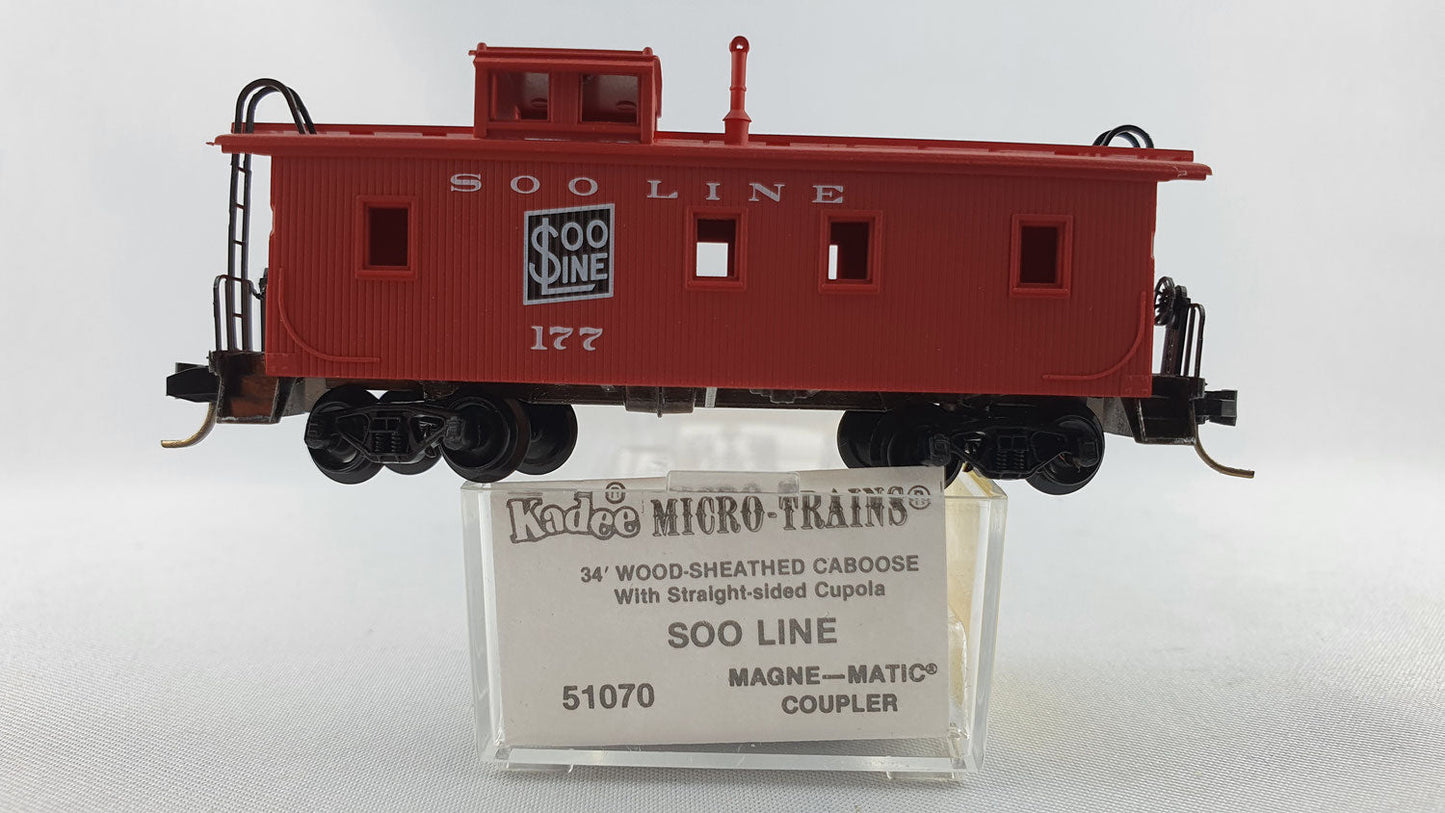 SOO LINE
SOO
LINE
177
Kadee® MICRO-TRAINS®
34' WOOD-SHEATHED CABOOSE
With Straight-sided Cupola
SOO LINE
MAGNE—MATIC®
51070 COUPLER